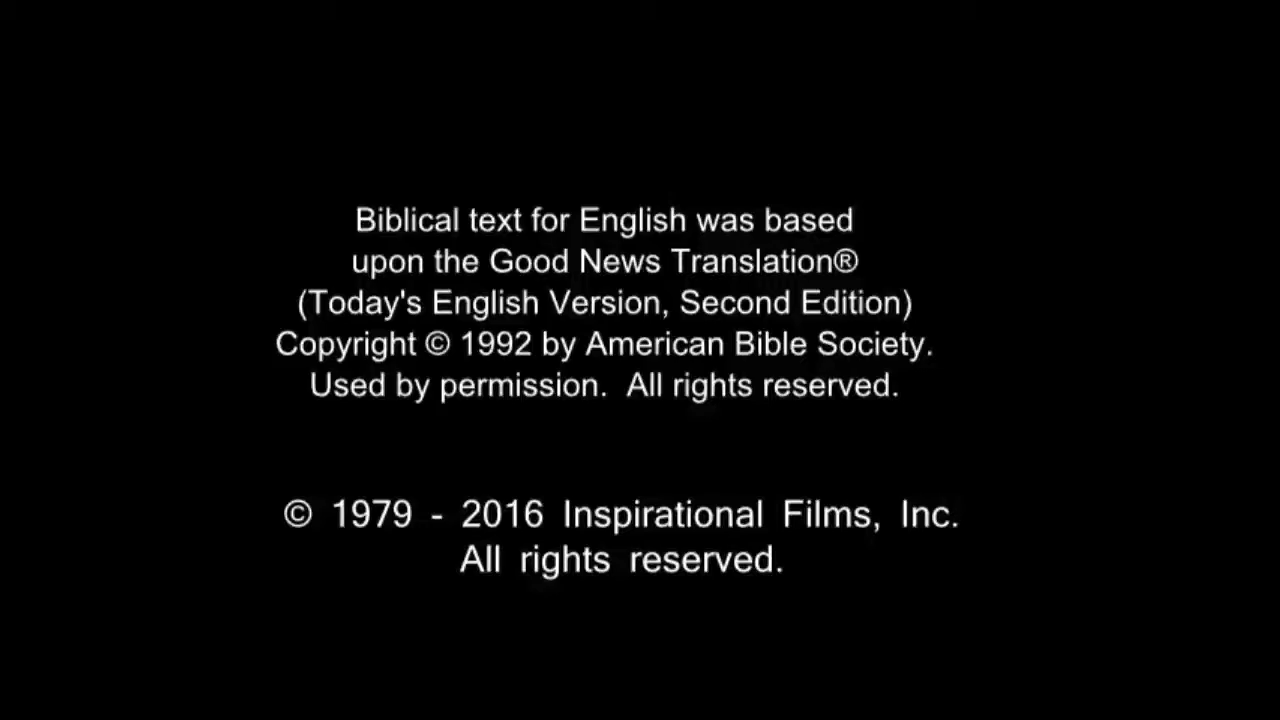 Biblical text for English was based
upon the Good News Translation®
(Today's English Version, Second Edition)
Copyright © 1992 by American Bible Society.
Used by permission.  All rights reserved.
© 1979 - 2016 Inspirational Films, Inc.
All rights reserved.